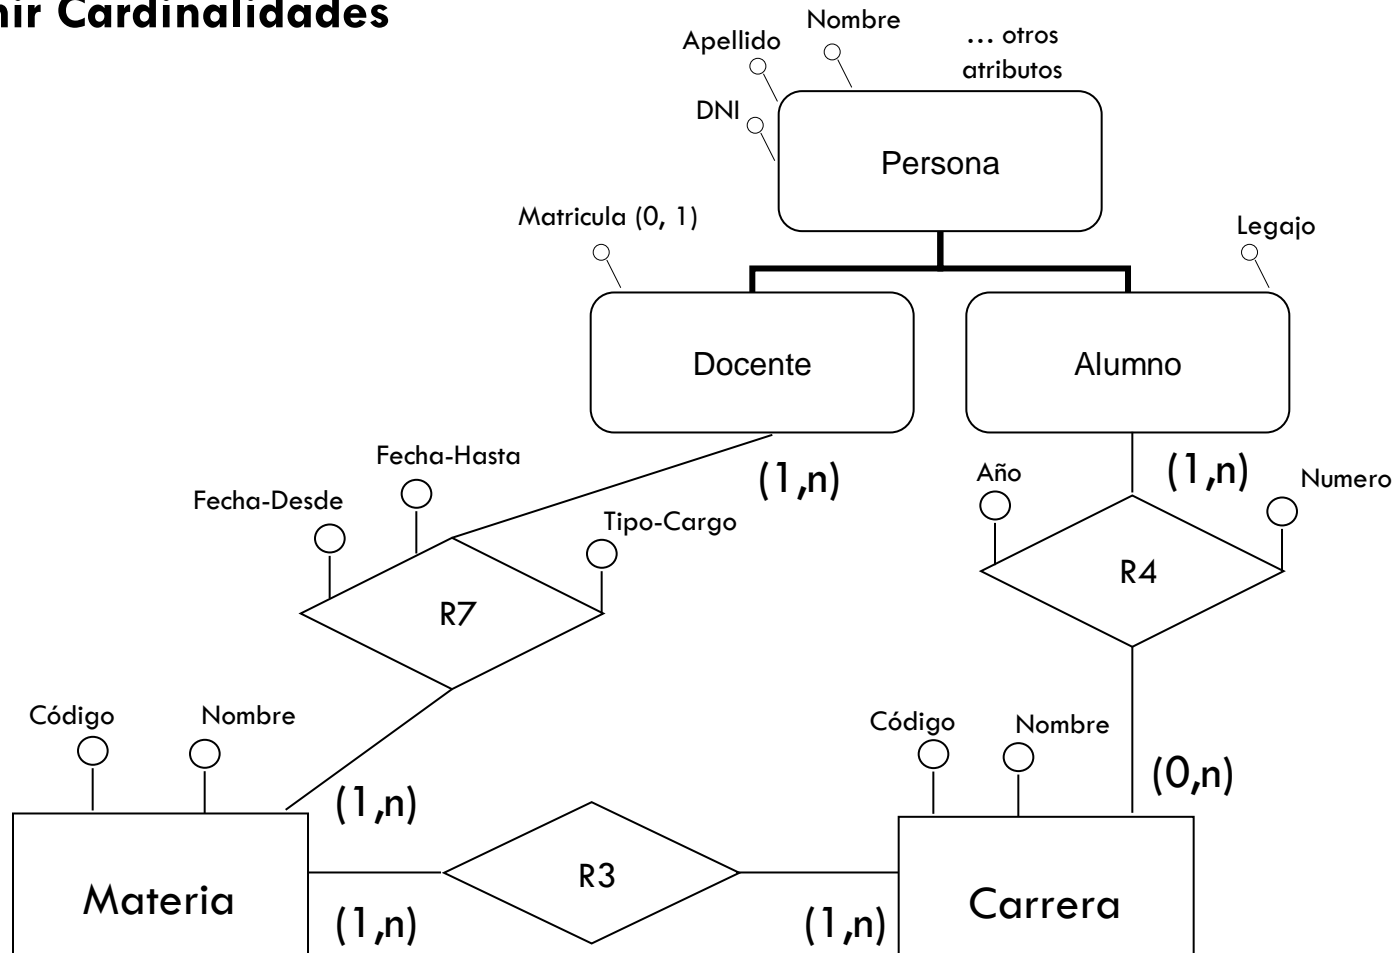 Cardinalidades
Nombre
Apellido
... otros
atributos
DNI
Persona
Matricula (0, 1)
Legajo
Docente
Alumno
Fecha-Hasta
(1,n)
Año
(1,n)
Numero
Fecha-Desde
Tipo-Cargo
R4
R7
Código
Nombre
Código
Nombre
(0,n)
(1,n)
R3
Materia
Carrera
(1,n)
(1,n)